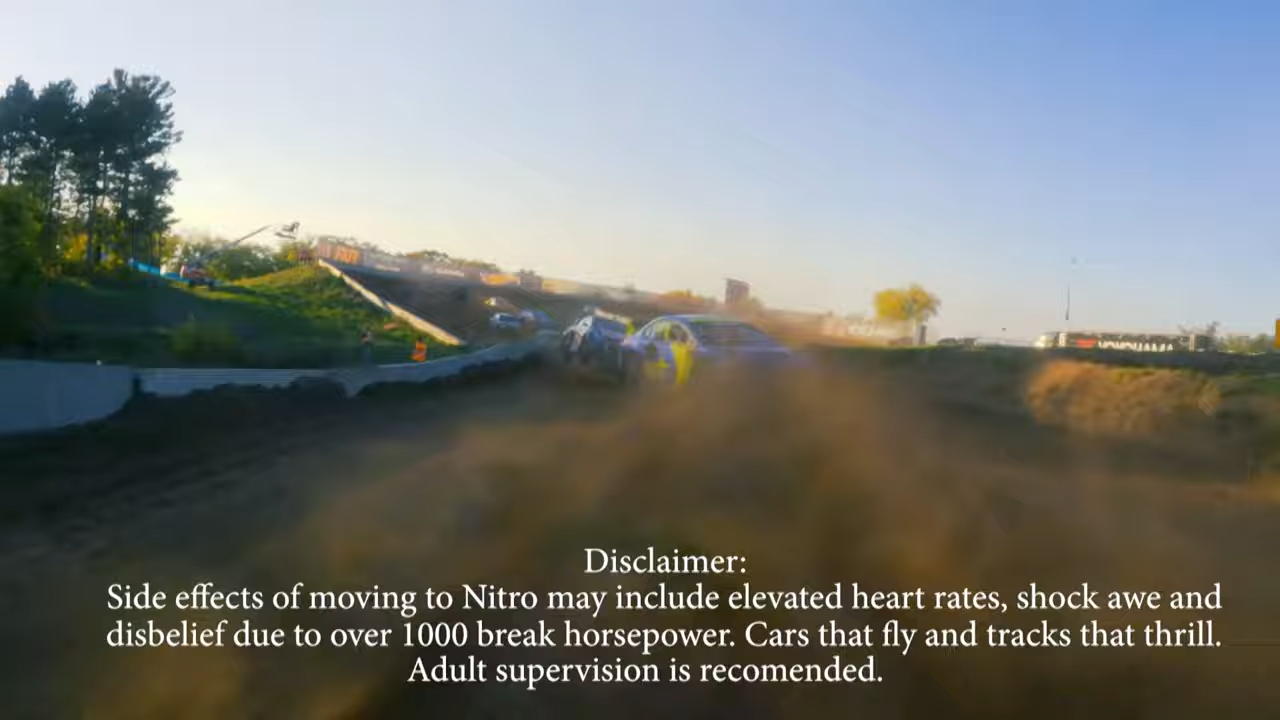 Disclaimer:
Side effects of moving to Nitro may include elevated heart rates, shock awe and
disbelief due to over 1000 break horsepower. Cars that fly and tracks that thrill.
Adult supervision is recomended.